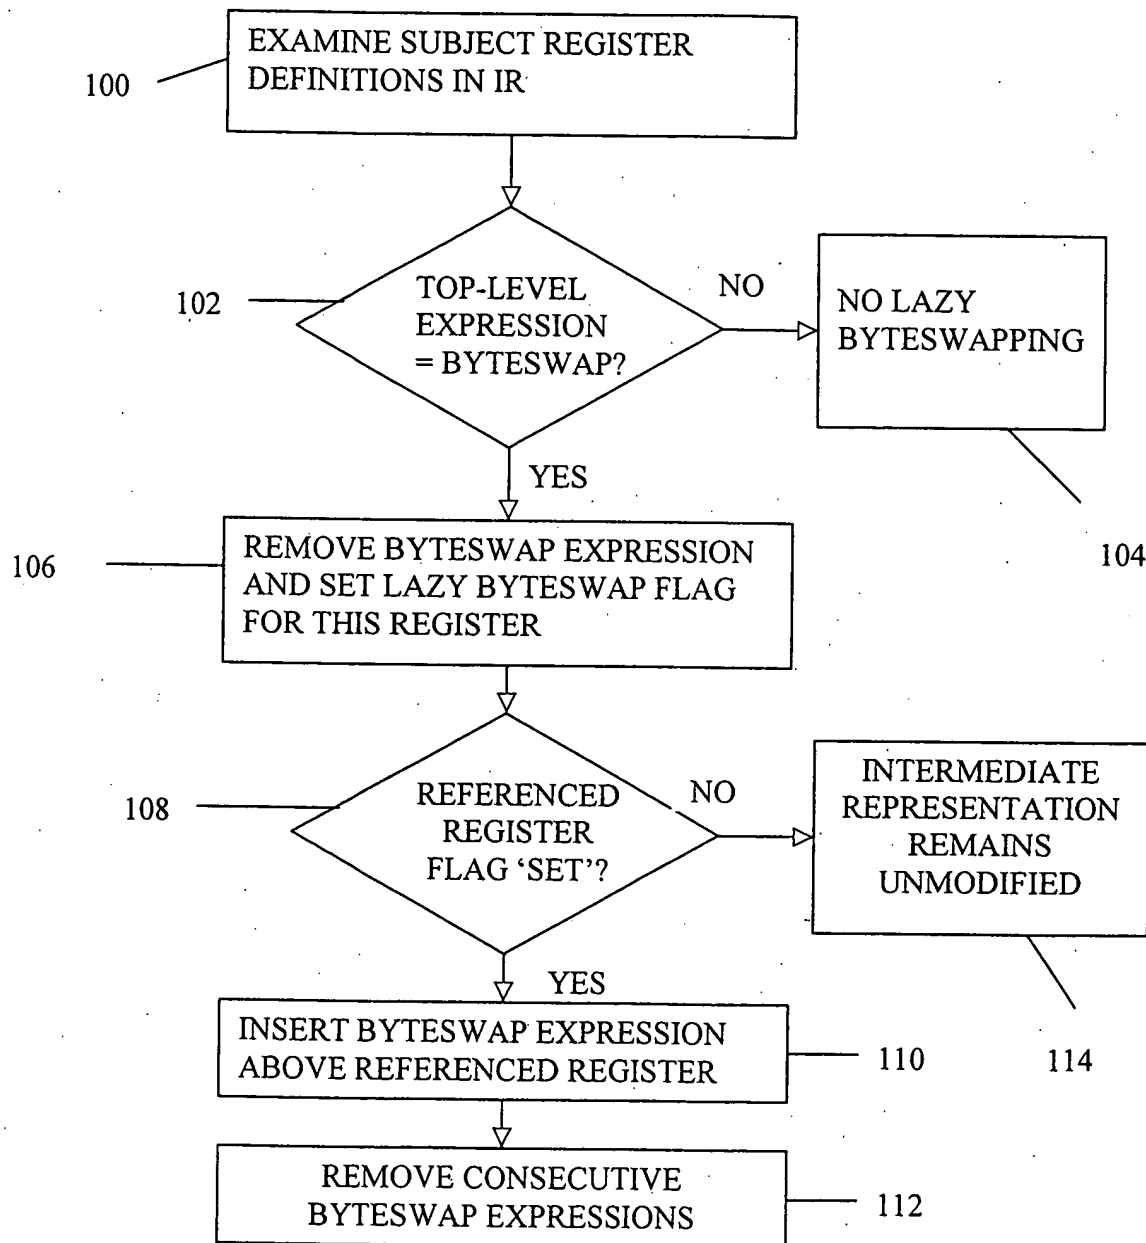 EXAMINE SUBJECT REGISTER
DEFINITIONS IN IR
100
TOP-LEVEL
EXPRESSION
= BYTESWAP?
102
NO
NO LAZY
BYTESWAPPING
104
YES
REMOVE BYTESWAP EXPRESSION
AND SET LAZY BYTESWAP FLAG
FOR THIS REGISTER
106
REFERENCED
REGISTER
FLAG ‘SET’?
108
NO
INTERMEDIATE
REPRESENTATION
REMAINS
UNMODIFIED
114
YES
INSERT BYTESWAP EXPRESSION
ABOVE REFERENCED REGISTER
110
REMOVE CONSECUTIVE
BYTESWAP EXPRESSIONS
112